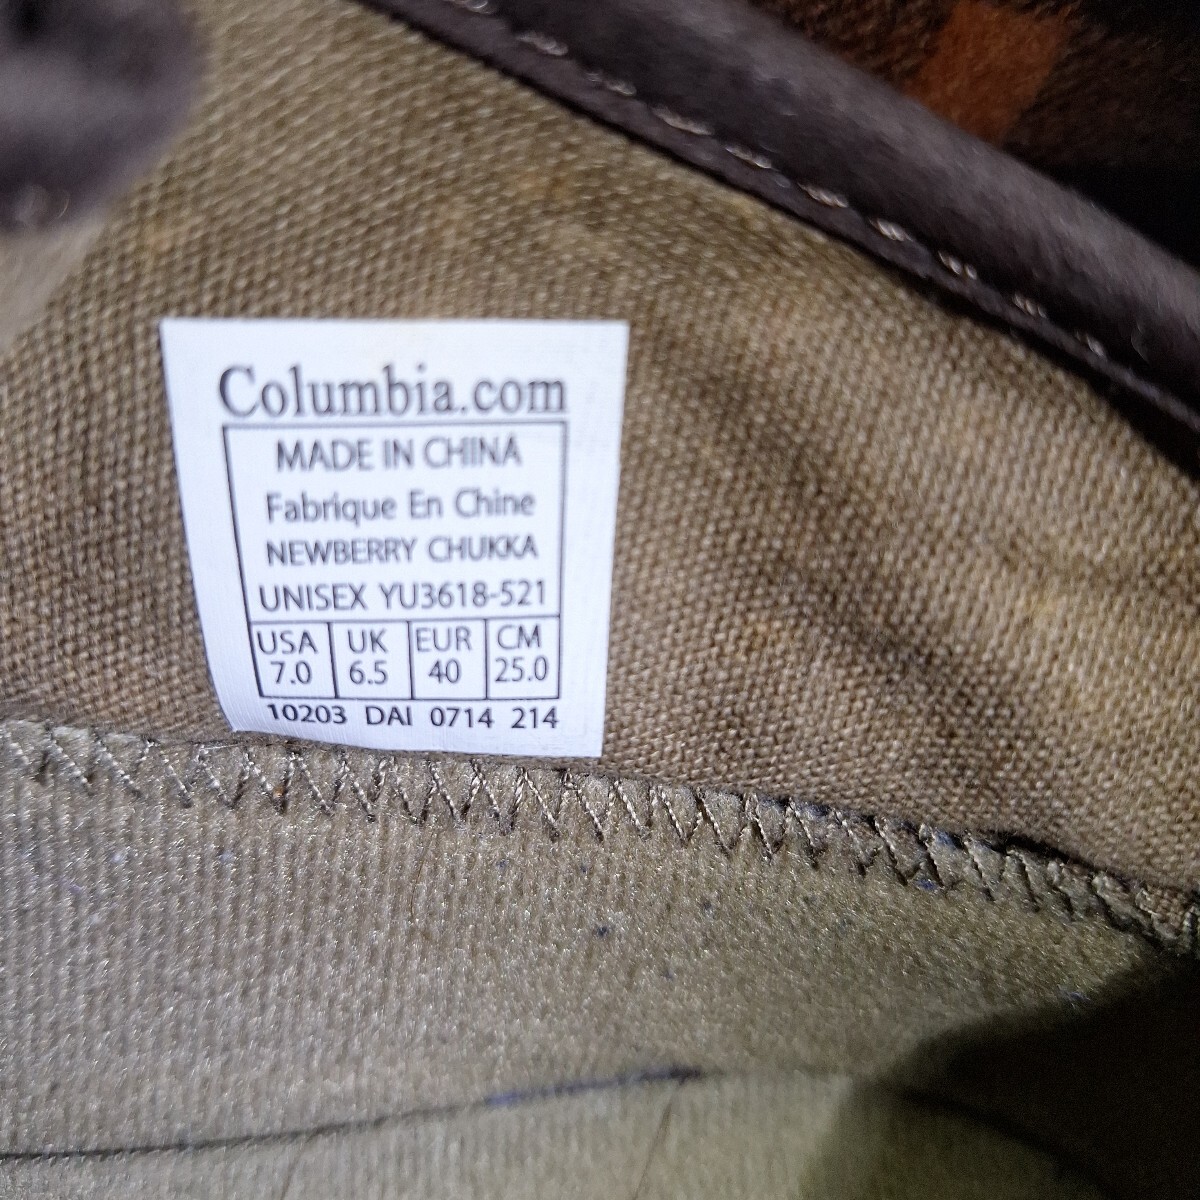 Columbia.com
MADE IN CHINA
Fabrique En Chine
NEWBERRY CHUKKA
UNISEX YU3618-521
USA UK EUR CM
7.0 6.5 40 25.0
10203 DAI 0714 214